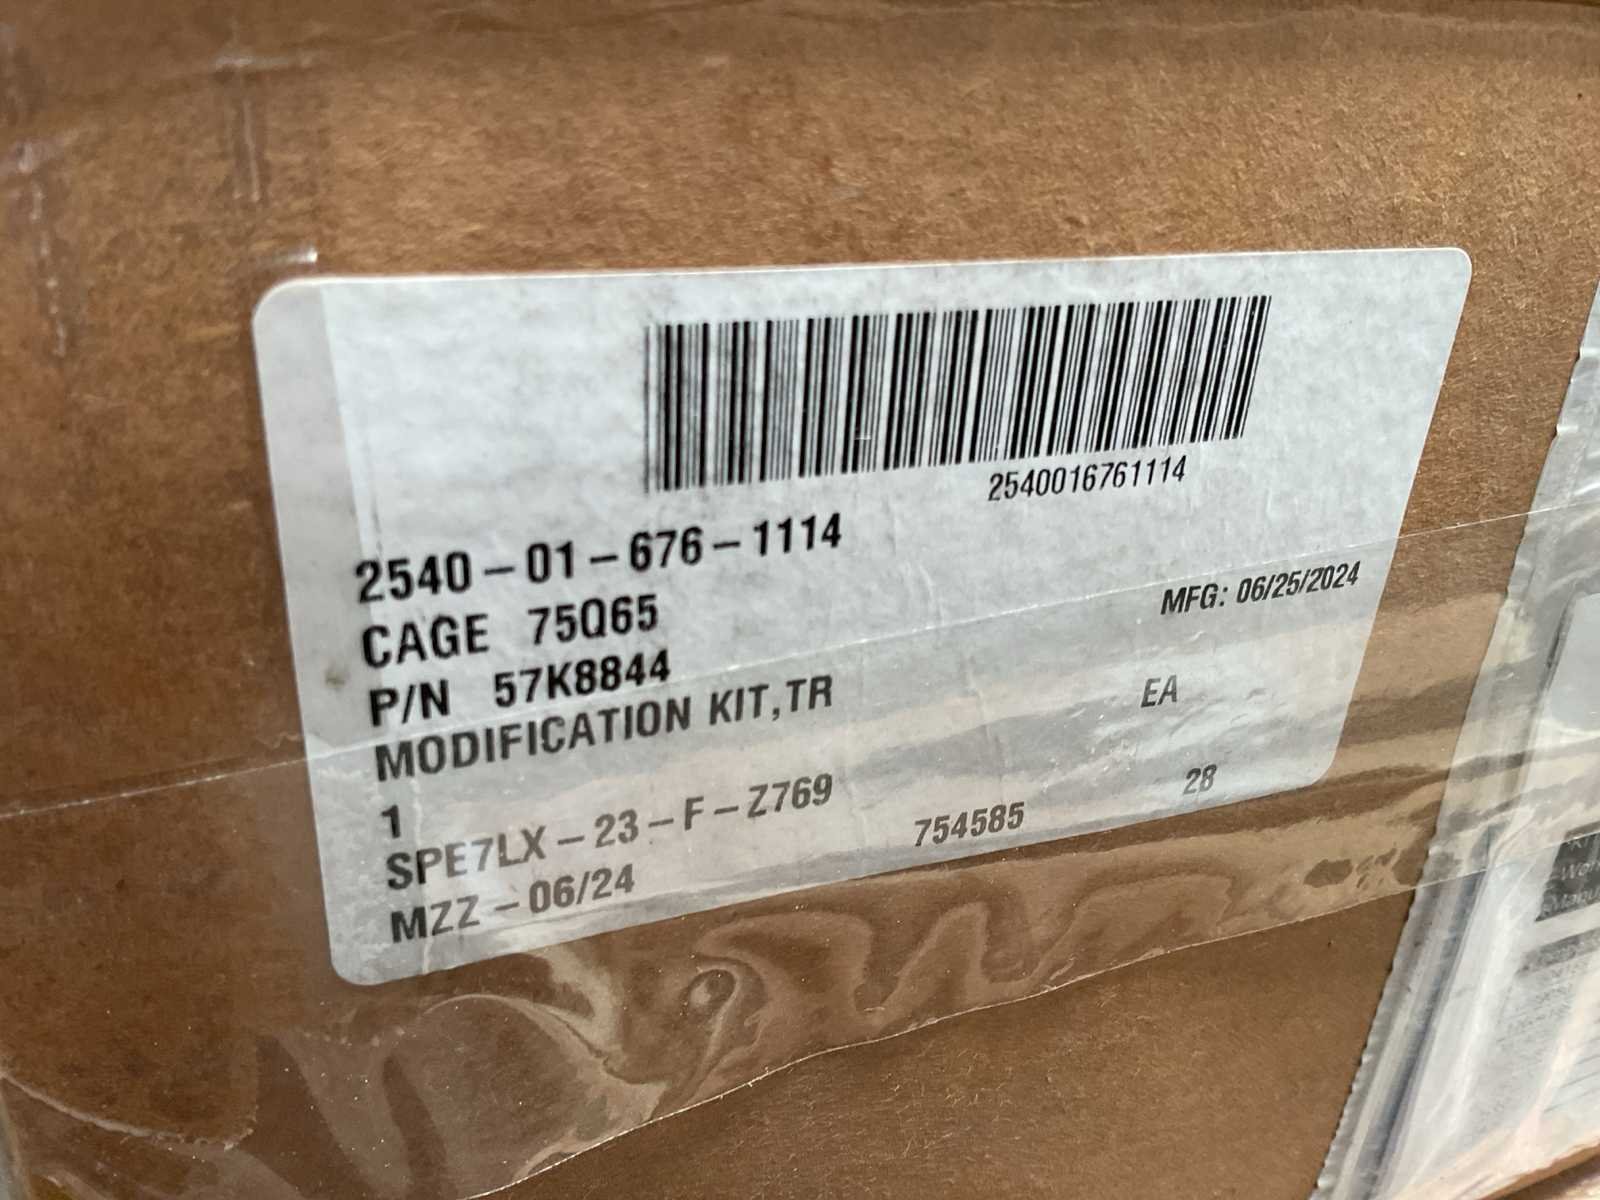 2540016761114
2540-01-676-1114
CAGE 75Q65
MFG: 06/25/2024
P/N 57K8844
MODIFICATION KIT,TR
EA
1
SPE7LX-23-F-Z769
754585
28
MZZ-06/24